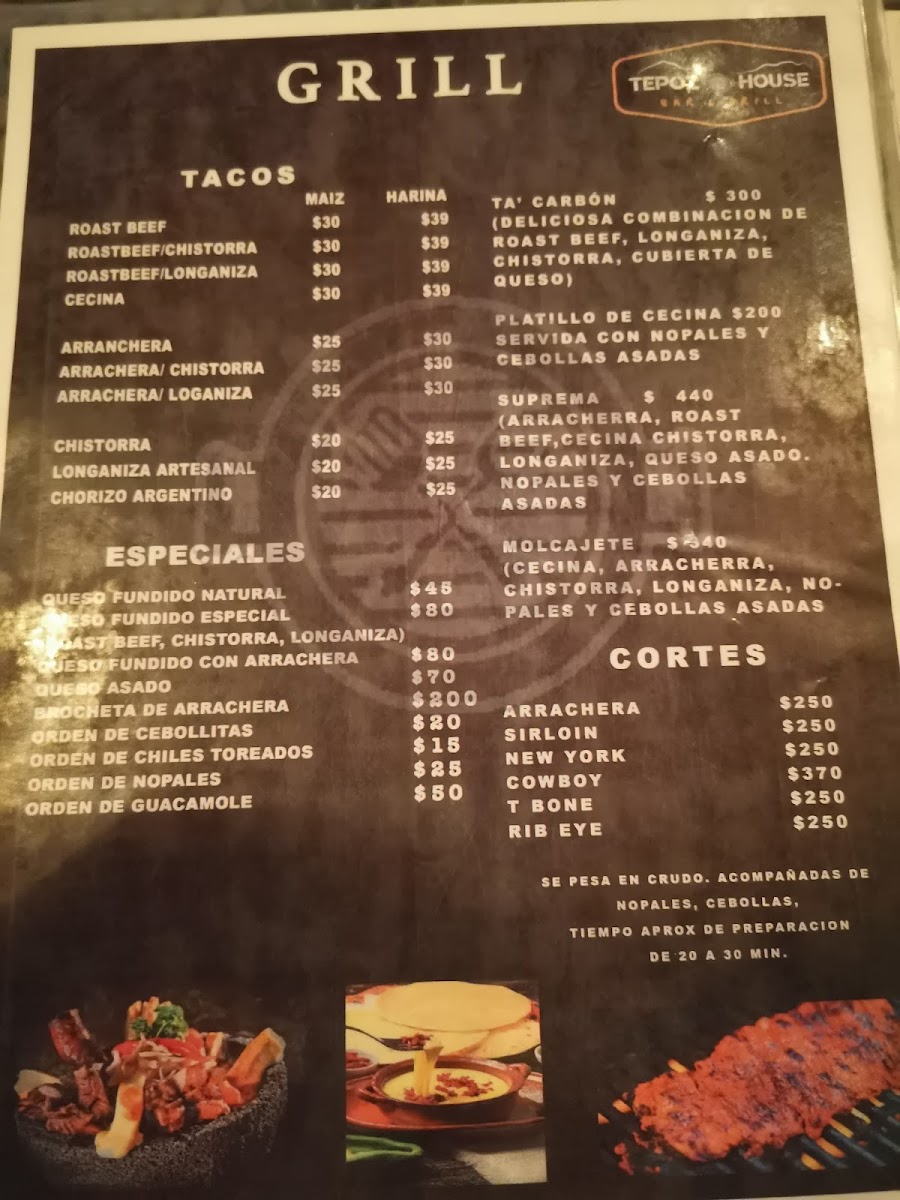 GRILL
TEPOZ HOUSE
BAR & GRILL
TACOS
MAIZ HARINA
ROAST BEEF $30 $39
ROASTBEEF/CHISTORRA $30 $39
ROASTBEEF/LONGANIZA $30 $39
CECINA $30 $39
ARRANCHERA $25 $30
ARRACHERA/ CHISTORRA $25 $30
ARRACHERA/ LOGANIZA $25 $30
CHISTORRA $20 $25
LONGANIZA ARTESANAL $20 $25
CHORIZO ARGENTINO $20 $25
ESPECIALES
QUESO FUNDIDO NATURAL $45
QUESO FUNDIDO ESPECIAL $80
(ROAST BEEF, CHISTORRA, LONGANIZA)
QUESO FUNDIDO CON ARRACHERA $80
QUESO ASADO $70
BROCHETA DE ARRACHERA $200
ORDEN DE CEBOLLITAS $20
ORDEN DE CHILES TOREADOS $15
ORDEN DE NOPALES $25
ORDEN DE GUACAMOLE $50
TA' CARBÓN $ 300
(DELICIOSA COMBINACION DE
ROAST BEEF, LONGANIZA,
CHISTORRA, CUBIERTA DE
QUESO)
PLATILLO DE CECINA $200
SERVIDA CON NOPALES Y
CEBOLLAS ASADAS
SUPREMA $ 440
(ARRACHERRA, ROAST
BEEF,CECINA CHISTORRA,
LONGANIZA, QUESO ASADO.
NOPALES Y CEBOLLAS
ASADAS
MOLCAJETE $
(CECINA, ARRACHERRA,
CHISTORRA, LONGANIZA, NO-
PALES Y CEBOLLAS ASADAS
CORTES
ARRACHERA $250
SIRLOIN $250
NEW YORK $250
COWBOY $370
T BONE $250
RIB EYE $250
SE PESA EN CRUDO. ACOMPAÑADAS DE
NOPALES, CEBOLLAS,
TIEMPO APROX DE PREPARACION
DE 20 A 30 MIN.